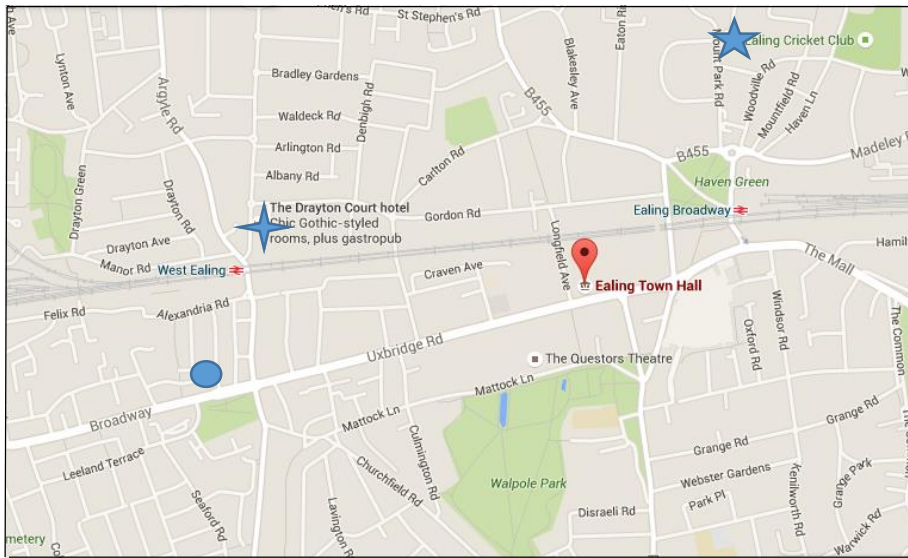 St Stephen's Rd
Eaton Rd
Ealing Cricket Club
Lynton Ave
Argyle Rd
Bradley Gardens
Denbigh Rd
Blakesley Ave
Mount Park Rd
Woodville Rd
Mountfield Rd
Haven Ln
B455
Waldeck Rd
Arlington Rd
Carlton Rd
B455
Madeley
Albany Rd
Haven Green
Drayton Green
Drayton Rd
The Drayton Court hotel
Chic Gothic-styled
rooms, plus gastropub
Gordon Rd
Ealing Broadway
Longfield Ave
Drayton Ave
Manor Rd
West Ealing
Craven Ave
The Mall
Ealing Town Hall
Felix Rd
Alexandria Rd
Windsor Rd
Oxford Rd
The Common
Uxbridge Rd
The Questors Theatre
Mattock Ln
Broadway
Mattock Ln
Grange Rd
Grange Rd
Leeland Terrace
Culmington Rd
Churchfield Rd
Walpole Park
Webster Gardens
Kenilworth Rd
Grange Park
Seaford Rd
Lavington
Park Pl
Disraeli Rd
Warwick Rd